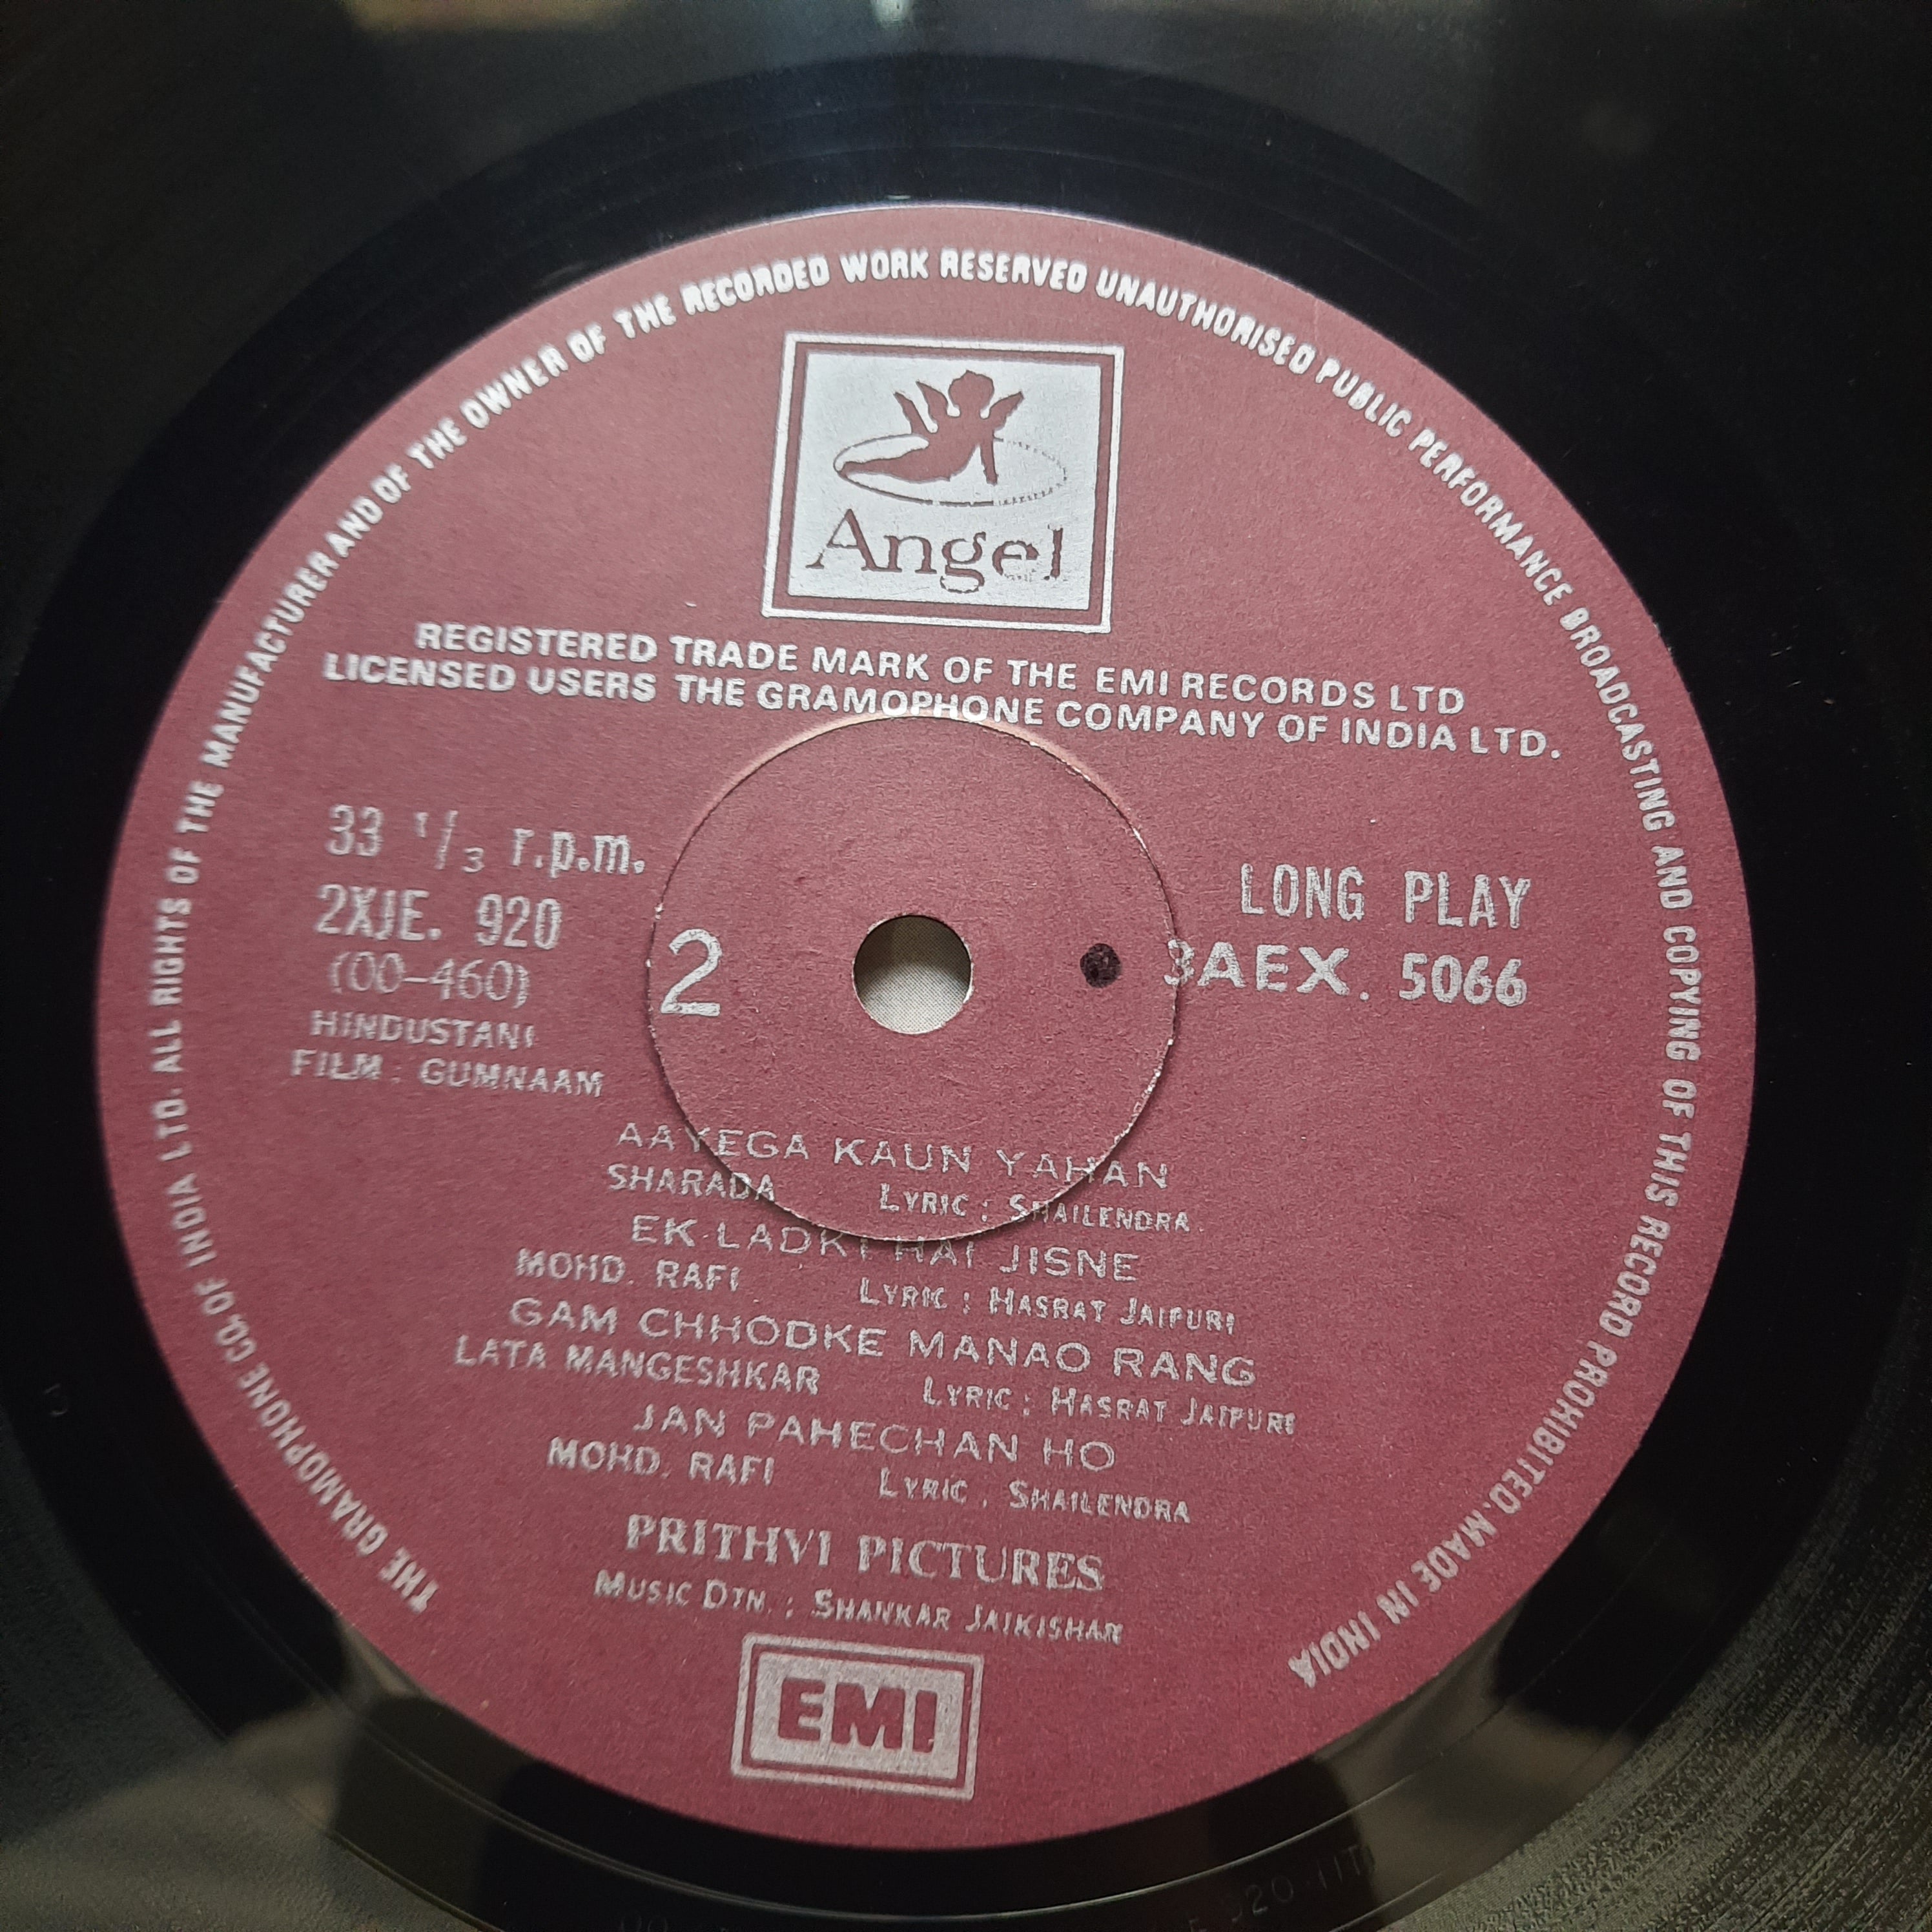 THE GRAMOPHONE CO. OF INDIA LTD. ALL RIGHTS OF THE MANUFACTURER AND OF THE OWNER OF THE RECORDED WORK RESERVED UNAUTHORISED PUBLIC PERFORMANCE BROADCASTING AND COPYING OF THIS RECORD PROHIBITED. MADE IN INDIA
Angel
REGISTERED TRADE MARK OF THE EMI RECORDS LTD
LICENSED USERS THE GRAMOPHONE COMPANY OF INDIA LTD.
33 1/3 r.p.m. LONG PLAY
2XJE. 920 2 3AEX. 5066
(00-460)
HINDUSTANI
FILM : GUMNAAM
AAYEGA KAUN YAHAN
SHARADA LYRIC : SHAILENDRA.
EK LADKI HAI JISNE
MOHD. RAFI LYRIC : HASRAT JAIPURI
GAM CHHODKE MANAO RANG
LATA MANGESHKAR LYRIC : HASRAT JAIPURI
JAN PAHECHAN HO
MOHD. RAFI LYRIC . SHAILENDRA
PRITHVI PICTURES
MUSIC DTN. : SHANKAR JAIKISHAN
EMI